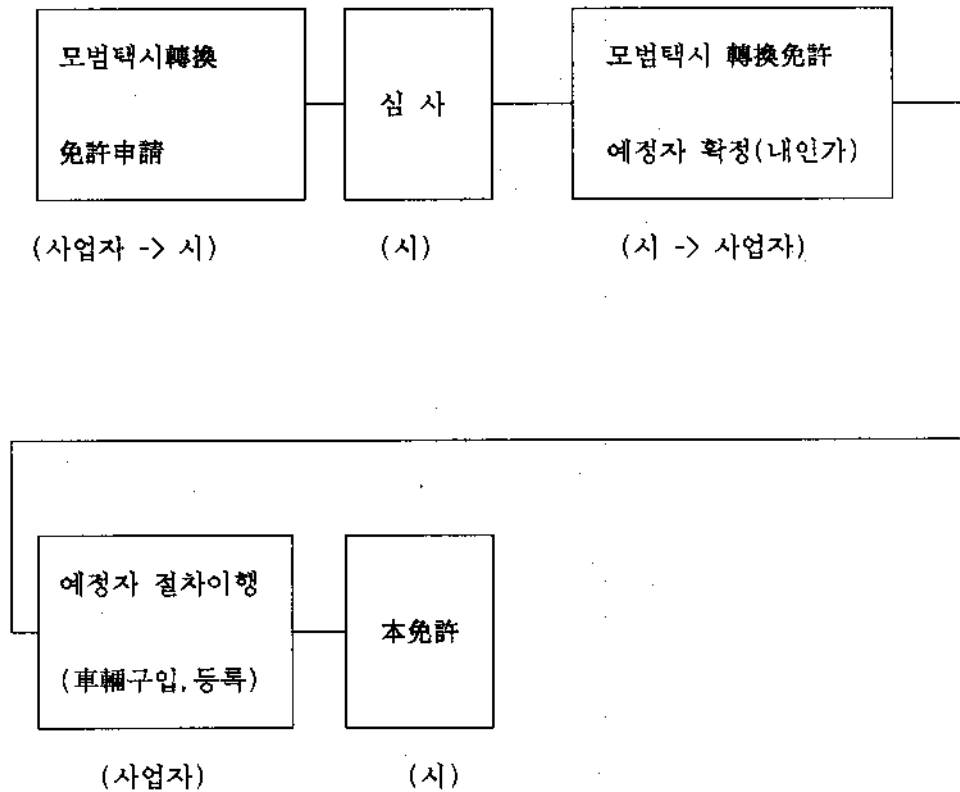 모범택시轉換
免許申請
심 사
모범택시 轉換免許
예정자 확정(내인가)
(사업자 -> 시)
(시)
(시 -> 사업자)
예정자 절차이행
(車輛구입, 등록)
本免許
(사업자)
(시)